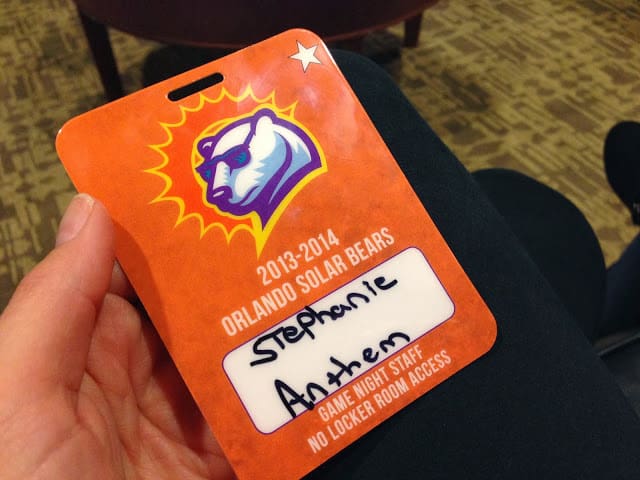 2013-2014
ORLANDO SOLAR BEARS
Stephanie
Anthem
GAME NIGHT STAFF
NO LOCKER ROOM ACCESS